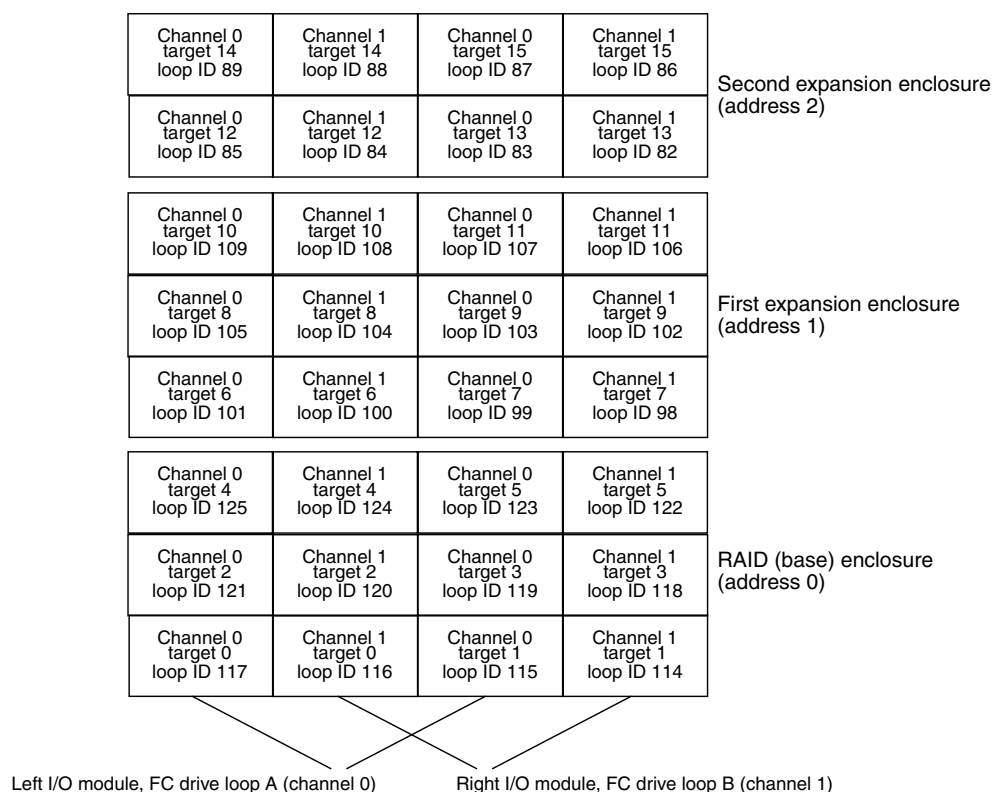 Channel 0
target 14
loop ID 89
Channel 1
target 14
loop ID 88
Channel 0
target 15
loop ID 87
Channel 1
target 15
loop ID 86
Second expansion enclosure
(address 2)
Channel 0
target 12
loop ID 85
Channel 1
target 12
loop ID 84
Channel 0
target 13
loop ID 83
Channel 1
target 13
loop ID 82
Channel 0
target 10
loop ID 109
Channel 1
target 10
loop ID 108
Channel 0
target 11
loop ID 107
Channel 1
target 11
loop ID 106
Channel 0
target 8
loop ID 105
Channel 1
target 8
loop ID 104
Channel 0
target 9
loop ID 103
Channel 1
target 9
loop ID 102
First expansion enclosure
(address 1)
Channel 0
target 6
loop ID 101
Channel 1
target 6
loop ID 100
Channel 0
target 7
loop ID 99
Channel 1
target 7
loop ID 98
Channel 0
target 4
loop ID 125
Channel 1
target 4
loop ID 124
Channel 0
target 5
loop ID 123
Channel 1
target 5
loop ID 122
Channel 0
target 2
loop ID 121
Channel 1
target 2
loop ID 120
Channel 0
target 3
loop ID 119
Channel 1
target 3
loop ID 118
RAID (base) enclosure
(address 0)
Channel 0
target 0
loop ID 117
Channel 1
target 0
loop ID 116
Channel 0
target 1
loop ID 115
Channel 1
target 1
loop ID 114
Left I/O module, FC drive loop A (channel 0)
Right I/O module, FC drive loop B (channel 1)